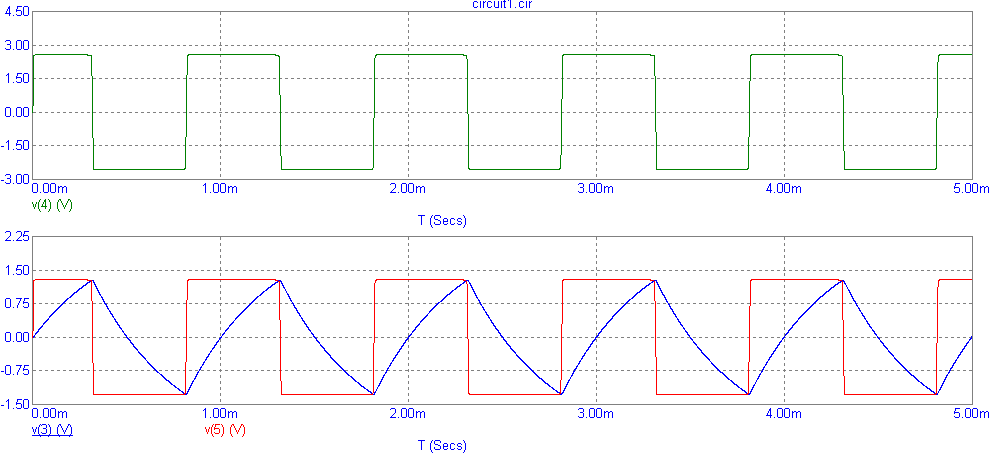 circuit1.cir
4.50
3.00
1.50
0.00
-1.50
-3.00
0.00m 1.00m 2.00m 3.00m 4.00m 5.00m
v(4) (V)
T (Secs)
2.25
1.50
0.75
0.00
-0.75
-1.50
0.00m 1.00m 2.00m 3.00m 4.00m 5.00m
v(3) (V) v(5) (V)
T (Secs)